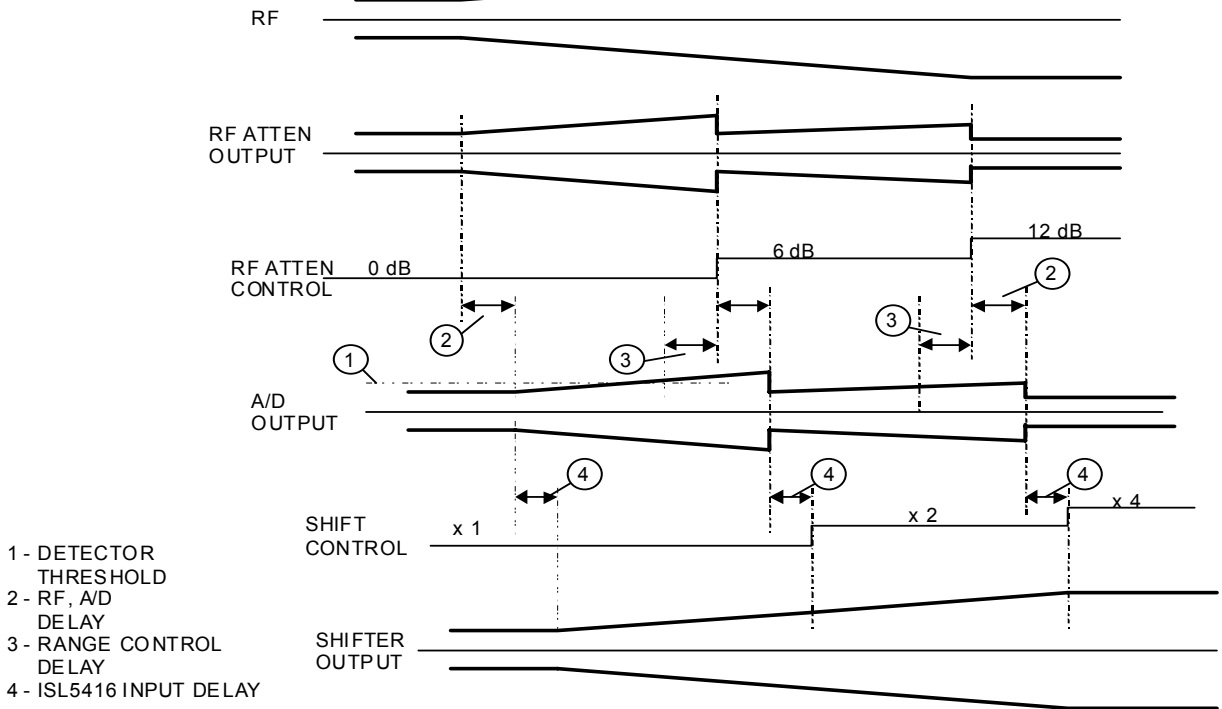 RF
RF ATTEN
OUTPUT
12 dB
6 dB
RF ATTEN
CONTROL
0 dB
2
2
3
3
1
A/D
OUTPUT
4
4
4
SHIFT
CONTROL
x 1
x 2
x 4
1 - DETECTOR
THRESHOLD
2 - RF, A/D
DELAY
3 - RANGE CONTROL
DELAY
4 - ISL5416 INPUT DELAY
SHIFTER
OUTPUT